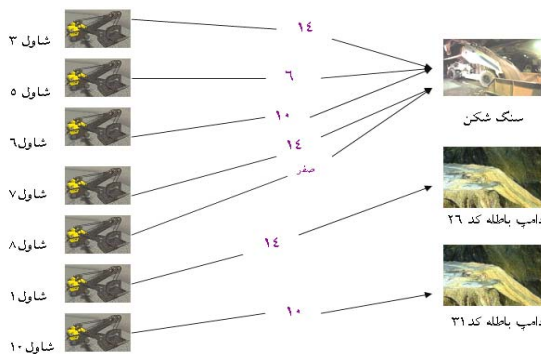 شاول ۳
۱۴
شاول ۵
۶
سنگ شکن
شاول۶
۱۰
شاول۷
۱۴
صفر
شاول۸
۱۴
دامپ باطله کد ۲۶
شاول۱
۱۰
دامپ باطله کد ۳۱
شاول۱۰